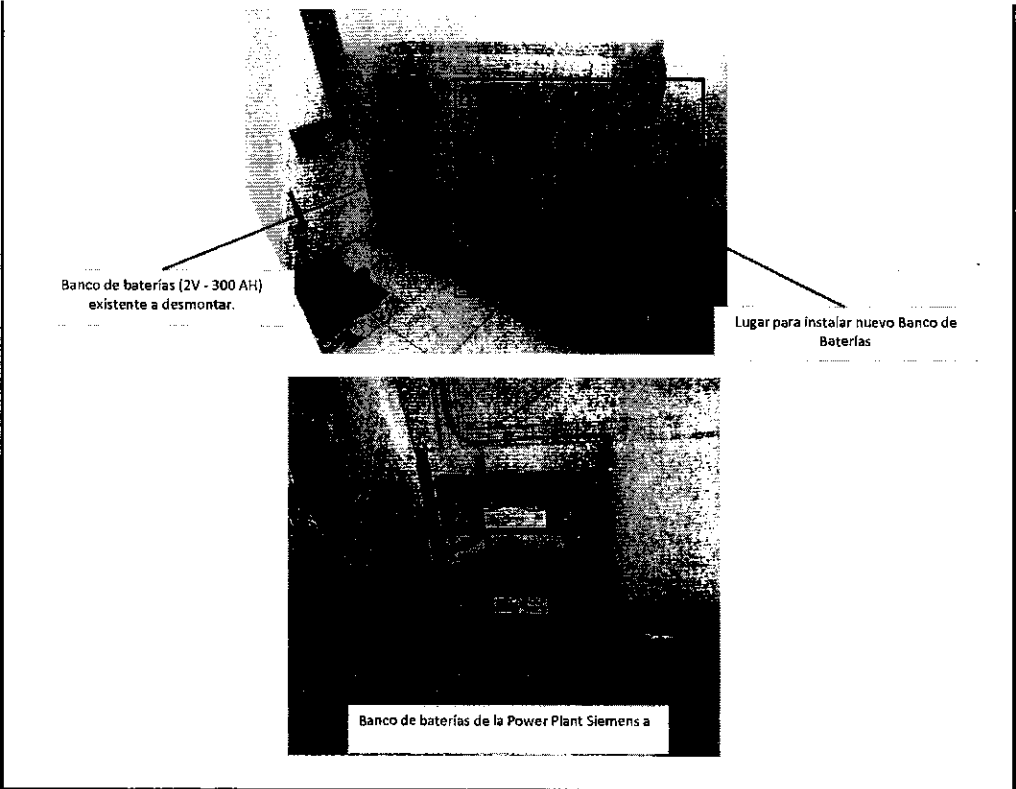 Banco de baterías (2V - 300 AH)
existente a desmontar.
Lugar para instalar nuevo Banco de
Baterías
Banco de baterías de la Power Plant Siemens a